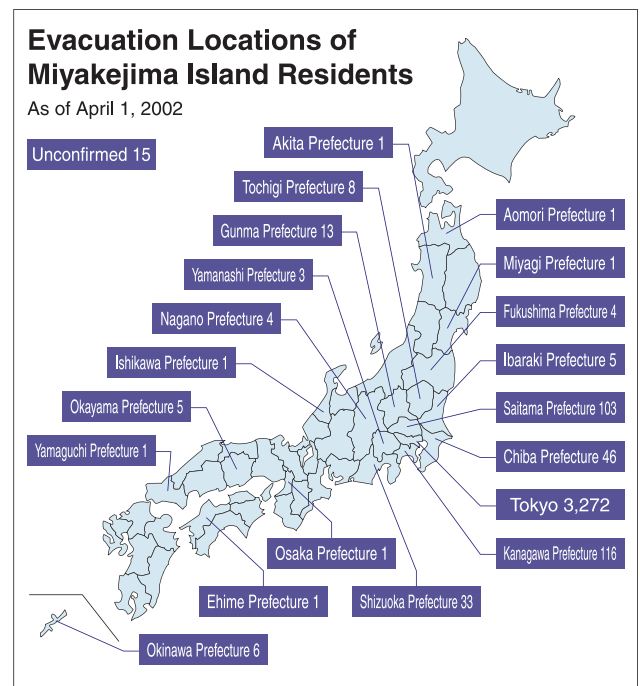 Evacuation Locations of
Miyakejima Island Residents
As of April 1, 2002
Unconfirmed 15
Akita Prefecture 1
Tochigi Prefecture 8
Gunma Prefecture 13
Yamanashi Prefecture 3
Nagano Prefecture 4
Ishikawa Prefecture 1
Okayama Prefecture 5
Yamaguchi Prefecture 1
Aomori Prefecture 1
Miyagi Prefecture 1
Fukushima Prefecture 4
Ibaraki Prefecture 5
Saitama Prefecture 103
Chiba Prefecture 46
Tokyo 3,272
Kanagawa Prefecture 116
Osaka Prefecture 1
Ehime Prefecture 1
Shizuoka Prefecture 33
Okinawa Prefecture 6